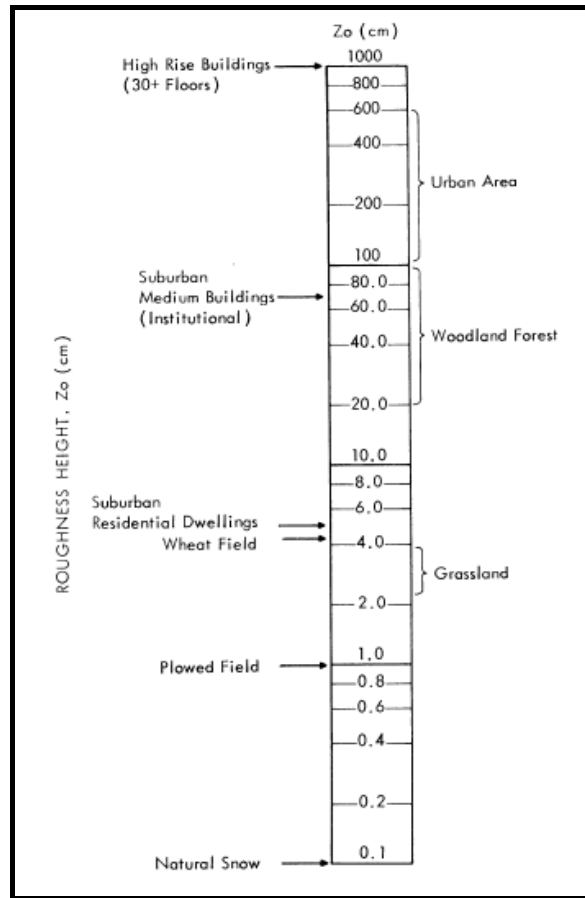 Zo (cm)
1000
High Rise Buildings
(30+ Floors)
800
600
400
Urban Area
200
100
Suburban
Medium Buildings
(Institutional)
80.0
60.0
Woodland Forest
40.0
20.0
ROUGHNESS HEIGHT, Zo (cm)
10.0
8.0
6.0
Suburban
Residential Dwellings
Wheat Field
4.0
Grassland
2.0
1.0
Plowed Field
0.8
0.6
0.4
0.2
0.1
Natural Snow